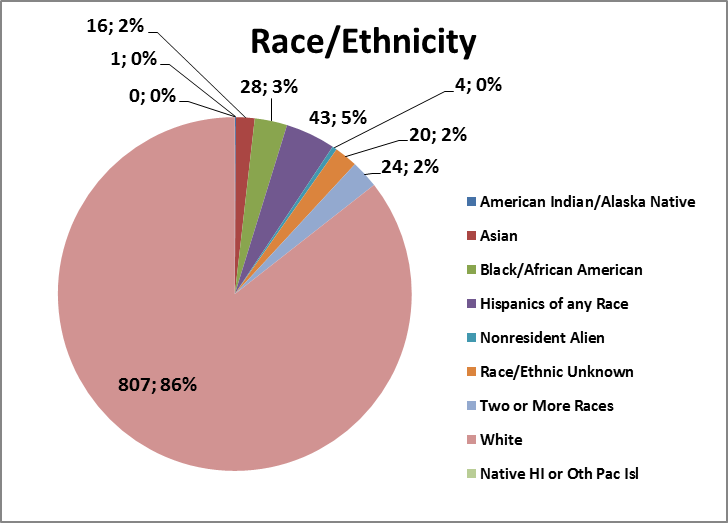 Race/Ethnicity
16; 2%
1; 0%
0; 0%
28; 3%
43; 5%
4; 0%
20; 2%
24; 2%
807; 86%
American Indian/Alaska Native
Asian
Black/African American
Hispanics of any Race
Nonresident Alien
Race/Ethnic Unknown
Two or More Races
White
Native HI or Oth Pac Isl